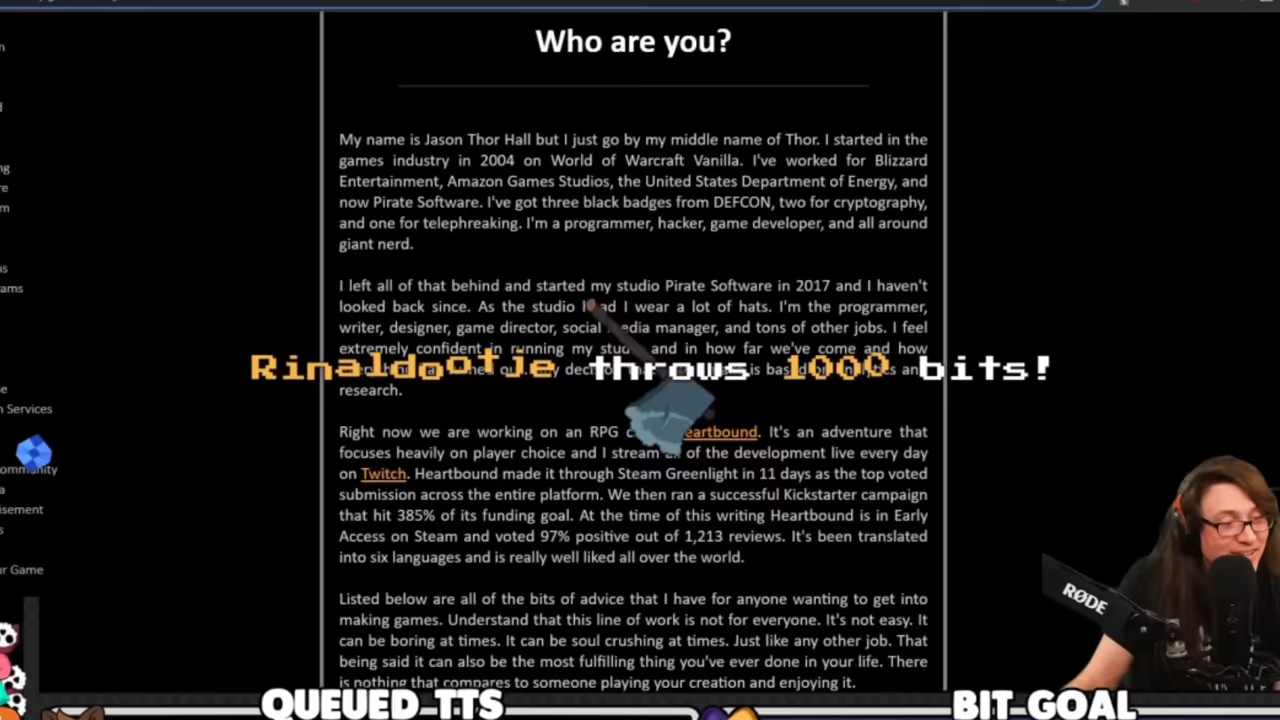 Who are you?
My name is Jason Thor Hall but I just go by my middle name of Thor. I started in the
games industry in 2004 on World of Warcraft Vanilla. I've worked for Blizzard
Entertainment, Amazon Games Studios, the United States Department of Energy, and
now Pirate Software. I've got three black badges from DEFCON, two for cryptography,
and one for telephreaking. I'm a programmer, hacker, game developer, and all around
giant nerd.
I left all of that behind and started my studio Pirate Software in 2017 and I haven't
looked back since. As the studio I wear a lot of hats. I'm the programmer,
writer, designer, game director, social media manager, and tons of other jobs. I feel
extremely confident in running my and in how far we've come and how
Rinaldootje throws 1000 bits!
is based
research.
Services
Right now we are working on an RPG eartbound. It's an adventure that
focuses heavily on player choice and I stream of the development live every day
on Twitch. Heartbound made it through Steam Greenlight in 11 days as the top voted
submission across the entire platform. We then ran a successful Kickstarter campaign
that hit 385% of its funding goal. At the time of this writing Heartbound is in Early
Access on Steam and voted 97% positive out of 1,213 reviews. It's been translated
into six languages and is really well liked all over the world.
Listed below are all of the bits of advice that I have for anyone wanting to get into
making games. Understand that this line of work is not for everyone. It's not easy. It
can be boring at times. It can be soul crushing at times. Just like any other job. That
being said it can also be the most fulfilling thing you've ever done in your life. There
is nothing that compares to someone playing your creation and enjoying it.
Game
RØDE
QUEUED TTS
BIT GOAL